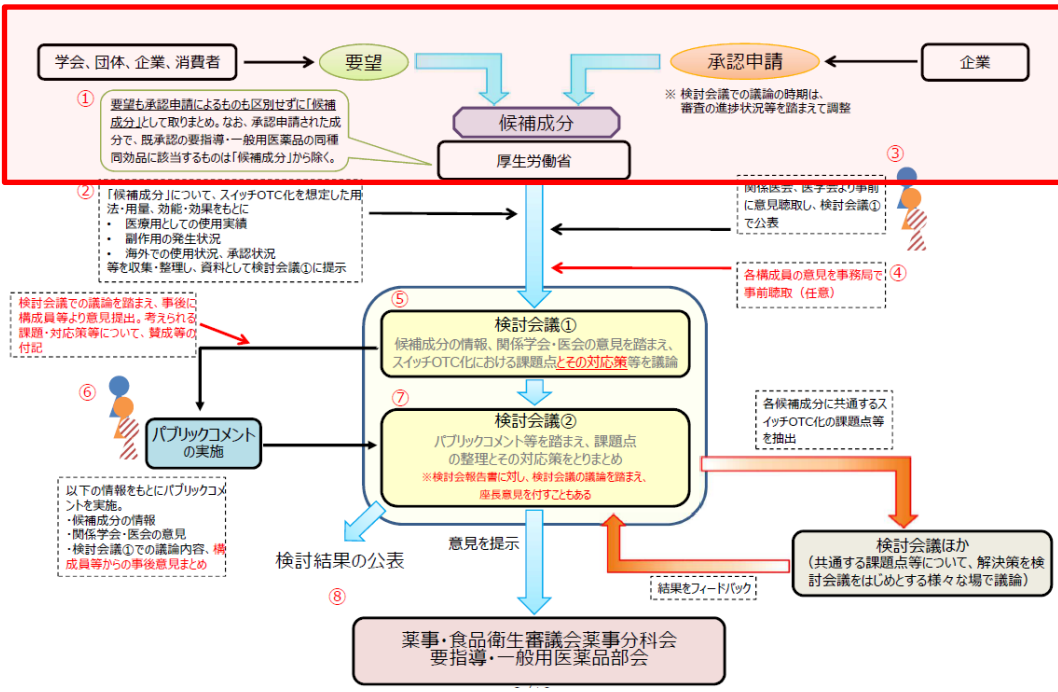 学会、団体、企業、消費者
要望
承認申請
企業
※ 検討会議での議論の時期は、
審査の進捗状況等を踏まえて調整
①
要望も承認申請によるものも区別せずに「候補
成分」として取りまとめ。なお、承認申請された成
分で、既承認の要指導・一般用医薬品の同種
同効品に該当するものは「候補成分」から除く。
候補成分
厚生労働省
②
「候補成分」について、スイッチOTC化を想定した用
法・用量、効能・効果をもとに
• 医療用としての使用実績
• 副作用の発生状況
• 海外での使用状況、承認状況
等を収集・整理し、資料として検討会議①に提示
③
関係医会、医学会より事前
に意見聴取し、検討会議①
で公表
各構成員の意見を事務局で
事前聴取（任意）
④
検討会議での議論を踏まえ、事後に
構成員等より意見提出。考えられる
課題・対応策等について、賛成等の
付記
⑤
検討会議①
候補成分の情報、関係学会・医会の意見を踏まえ、
スイッチOTC化における課題点とその対応策等を議論
⑥
パブリックコメント
の実施
以下の情報をもとにパブリックコメ
ントを実施。
・候補成分の情報
・関係学会・医会の意見
・検討会議①での議論内容、構
成員等からの事後意見まとめ
⑦
検討会議②
パブリックコメント等を踏まえ、課題点
の整理とその対応策をとりまとめ
※検討会報告書に対し、検討会議の議論を踏まえ、
座長意見を付すこともある
各候補成分に共通するス
イッチOTC化の課題点等
を抽出
検討会議ほか
（共通する課題点等について、解決策を検
討会議をはじめとする様々な場で議論）
結果をフィードバック
検討結果の公表
意見を提示
⑧
薬事・食品衛生審議会薬事分科会
要指導・一般用医薬品部会